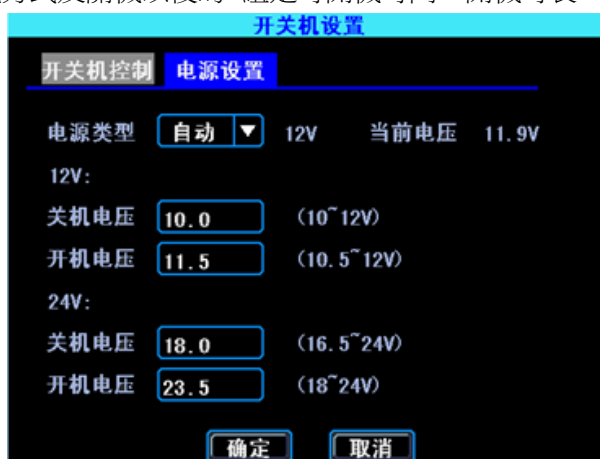 开关机设置
开关机控制 电源设置
电源类型 自动 ▼ 12V 当前电压 11.9V
12V:
关机电压 10.0 (10~12V)
开机电压 11.5 (10.5~12V)
24V:
关机电压 18.0 (16.5~24V)
开机电压 23.5 (18~24V)
确定 取消